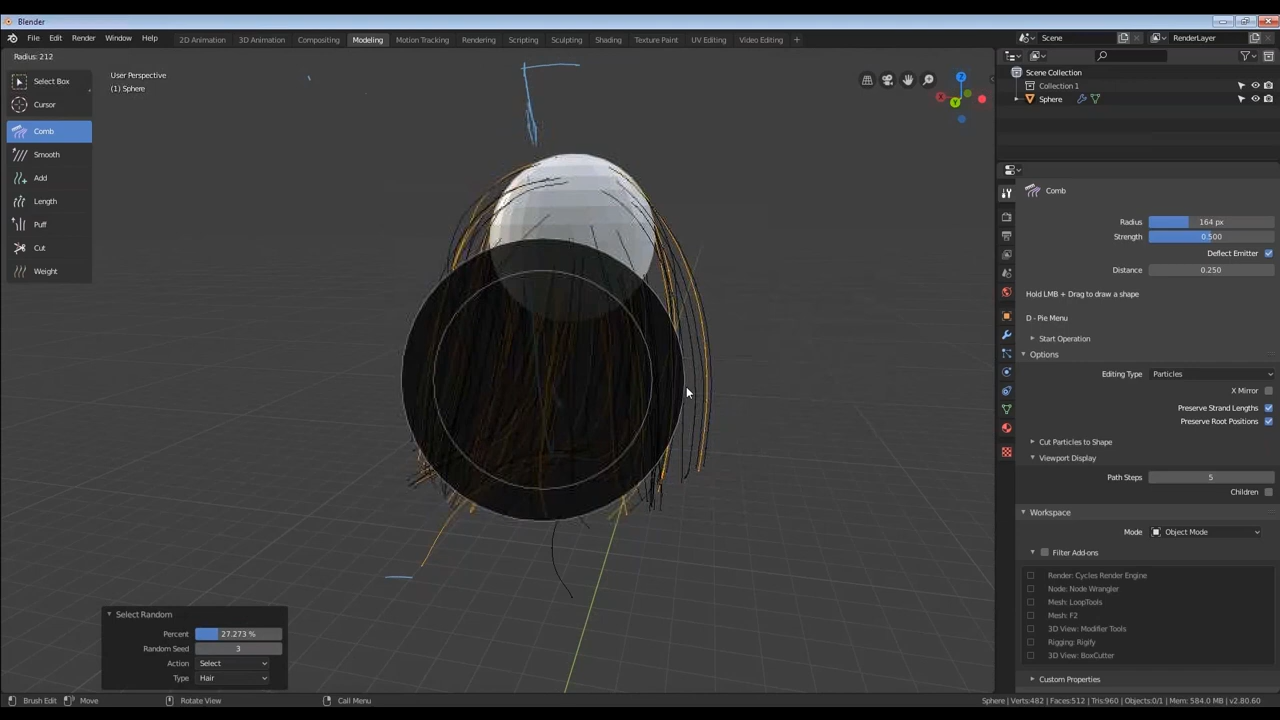 Blender
File Edit Render Window Help
2D Animation 3D Animation Compositing Modeling Motion Tracking Rendering Scripting Sculpting Shading Texture Paint UV Editing Video Editing +
Scene
RenderLayer
Radius: 212
Select Box
Cursor
Comb
Smooth
Add
Length
Puff
Cut
Weight
User Perspective
(1) Sphere
Z
X
Y
Scene Collection
Collection 1
Sphere
Comb
Radius 164 px
Strength 0.500
Deflect Emitter
Distance 0.250
Hold LMB + Drag to draw a shape
D - Pie Menu
Start Operation
Options
Editing Type Particles
X Mirror
Preserve Strand Lengths
Preserve Root Positions
Cut Particles to Shape
Viewport Display
Path Steps 5
Children
Workspace
Mode Object Mode
Filter Add-ons
Render: Cycles Render Engine
Node: Node Wrangler
Mesh: LoopTools
Mesh: F2
3D View: Modifier Tools
Rigging: Rigify
3D View: BoxCutter
Custom Properties
Select Random
Percent 27.273 %
Random Seed 3
Action Select
Type Hair
Brush Edit Move Rotate View Call Menu
Sphere | Verts:482 | Faces:512 | Tris:960 | Objects:0/1 | Mem: 584.0 MB | v2.80.60